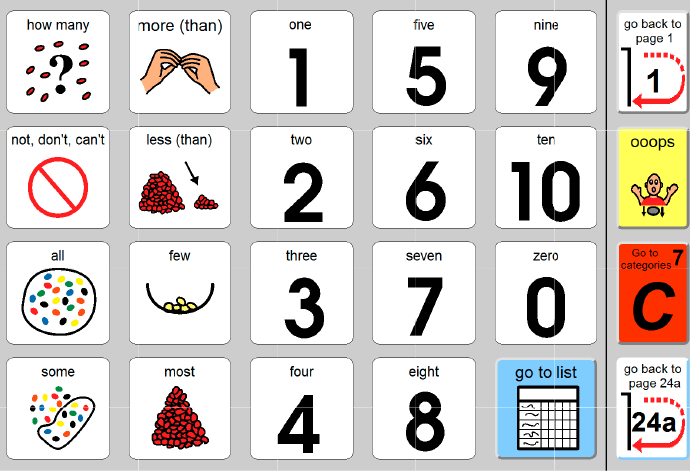 how many
?
more (than)
one
1
five
5
nine
9
go back to
page 1
1
not, don't, can't
less (than)
two
2
six
6
ten
10
ooops
all
few
three
3
seven
7
zero
0
Go to
categories 7
C
some
most
four
4
eight
8
go to list
go back to
page 24a
24a